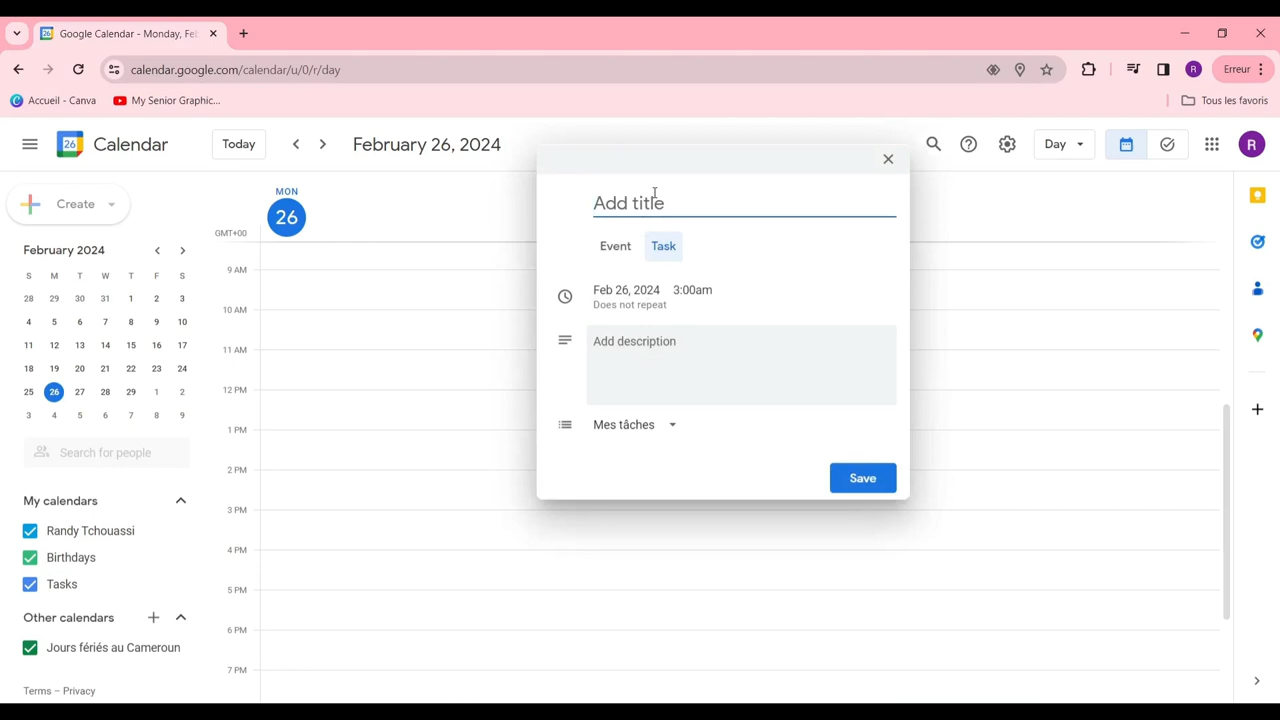 Google Calendar - Monday, Feb
calendar.google.com/calendar/u/0/r/day
R
Erreur
Accueil - Canva
My Senior Graphic...
Tous les favoris
26
Calendar
Today
February 26, 2024
Day
R
Create
February 2024
S M T W T F S
28 29 30 31 1 2 3
4 5 6 7 8 9 10
11 12 13 14 15 16 17
18 19 20 21 22 23 24
25 26 27 28 29 1 2
3 4 5 6 7 8 9
Search for people
My calendars
Randy Tchouassi
Birthdays
Tasks
Other calendars
Jours fériés au Cameroun
Terms – Privacy
MON
26
GMT+00
9 AM
10 AM
11 AM
12 PM
1 PM
2 PM
3 PM
4 PM
5 PM
6 PM
7 PM
Add title
Event
Task
Feb 26, 2024 3:00am
Does not repeat
Add description
Mes tâches
Save